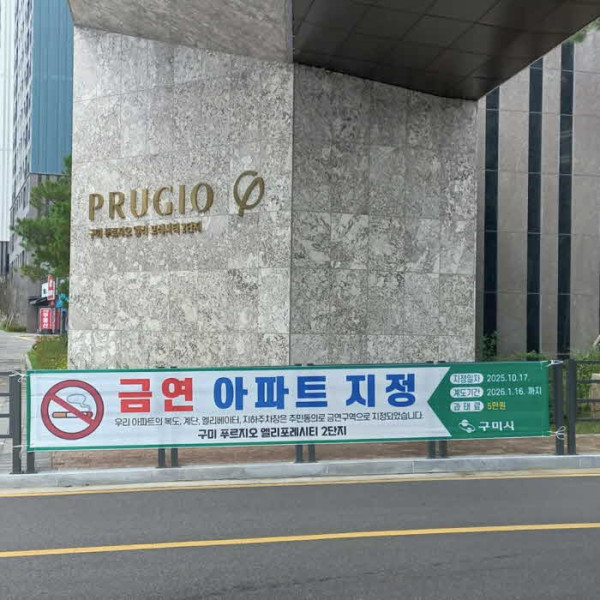 PRUGIO
구미 푸르지오 엘리 포레시티 2단지
금연 아파트 지정
우리 아파트의 복도, 계단, 엘리베이터, 지하주차장은 주민동의로 금연구역으로 지정되었습니다.
구미 푸르지오 엘리포레시티 2단지
지정일자 2025.10.17.
계도기간 2026.1.16. 까지
과태료 5만원
구미시